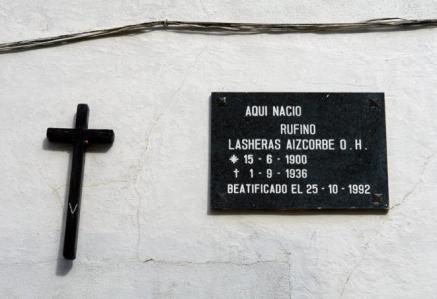 AQUI NACIO
RUFINO
LASHERAS AIZCORBE O.H.
✳ 15-6-1900
† 1-9-1936
BEATIFICADO EL 25-10-1992
V